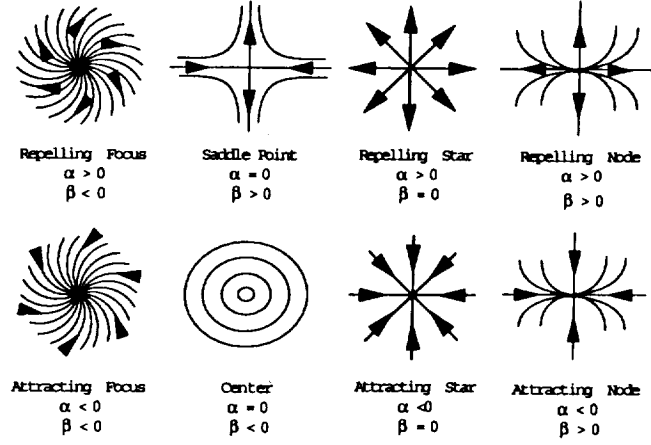 Repelling Focus
α > 0
β < 0
Saddle Point
α = 0
β > 0
Repelling Star
α > 0
β = 0
Repelling Node
α > 0
β > 0
Attracting Focus
α < 0
β < 0
Center
α = 0
β < 0
Attracting Star
α <0
β = 0
Attracting Node
α < 0
β > 0